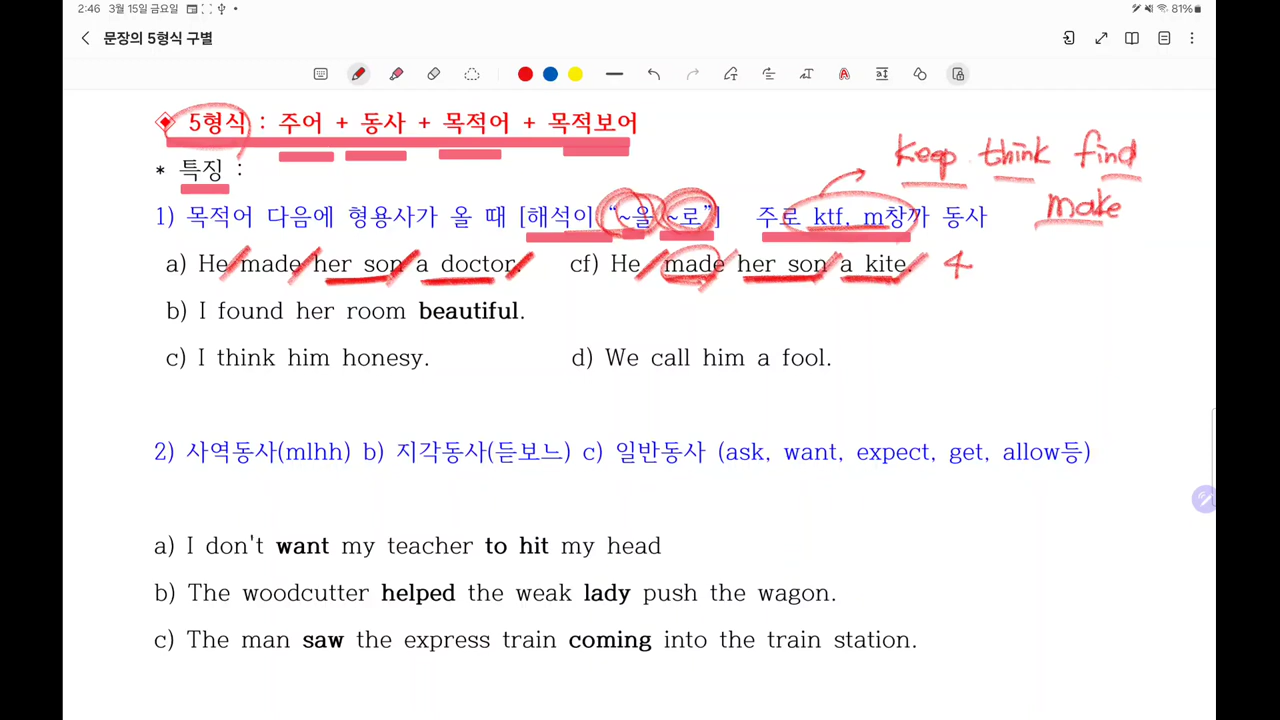 2:46 3월 15일 금요일 81%
문장의 5형식 구별
◈ 5형식 : 주어 + 동사 + 목적어 + 목적보어
keep think find
* 특징 :
make
1) 목적어 다음에 형용사가 올 때 [해석이 “~을 ~로”] 주로 ktf, m창가 동사
a) He made her son a doctor. cf) He made her son a kite. 4
b) I found her room beautiful.
c) I think him honesy. d) We call him a fool.
2) 사역동사(mlhh) b) 지각동사(듣보느) c) 일반동사 (ask, want, expect, get, allow등)
a) I don't want my teacher to hit my head
b) The woodcutter helped the weak lady push the wagon.
c) The man saw the express train coming into the train station.